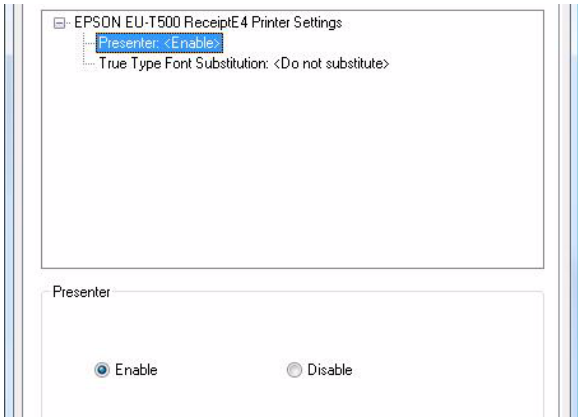 EPSON EU-T500 ReceiptE4 Printer Settings
Presenter: <Enable>
True Type Font Substitution: <Do not substitute>
Presenter
Enable
Disable